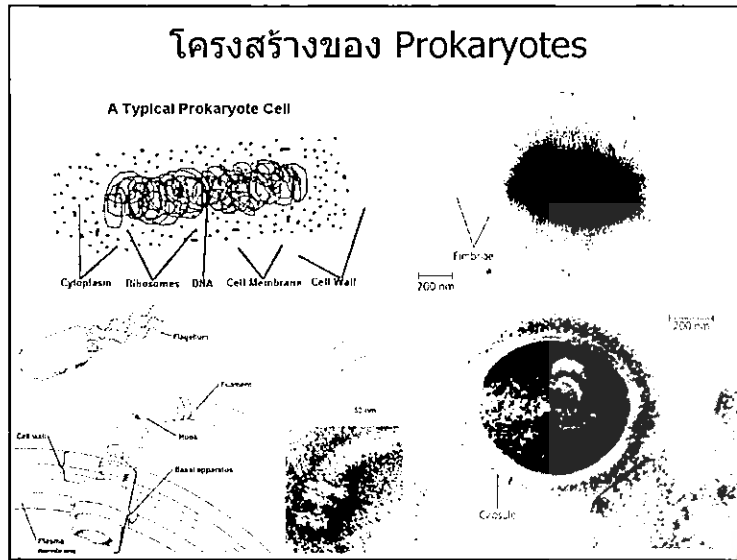 โครงสร้างของ Prokaryotes
A Typical Prokaryote Cell
Cytoplasm Ribosomes DNA Cell Membrane Cell Wall
Fimbriae
200 nm
Flagellum
Filament
Hook
Cell wall
Basal apparatus
Plasma
membrane
50 nm
200 nm
Capsule